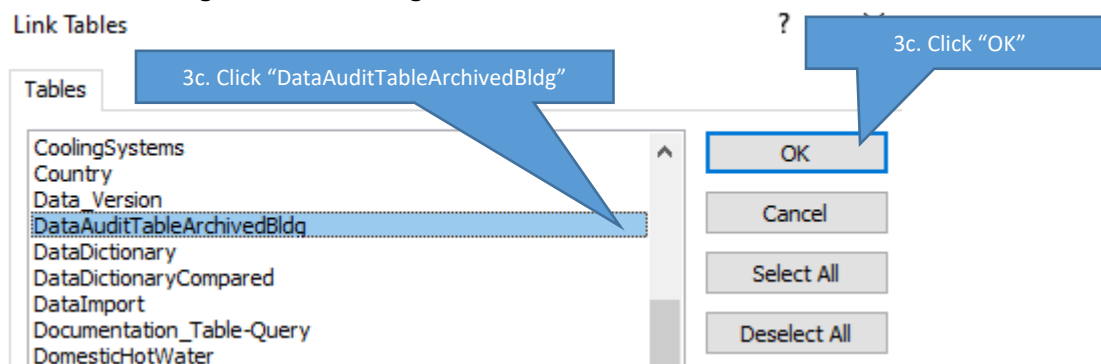 Link Tables
?
3c. Click “OK”
3c. Click “DataAuditTableArchivedBldg”
Tables
CoolingSystems
Country
Data_Version
DataAuditTableArchivedBldg
DataDictionary
DataDictionaryCompared
DataImport
Documentation_Table-Query
DomesticHotWater
OK
Cancel
Select All
Deselect All